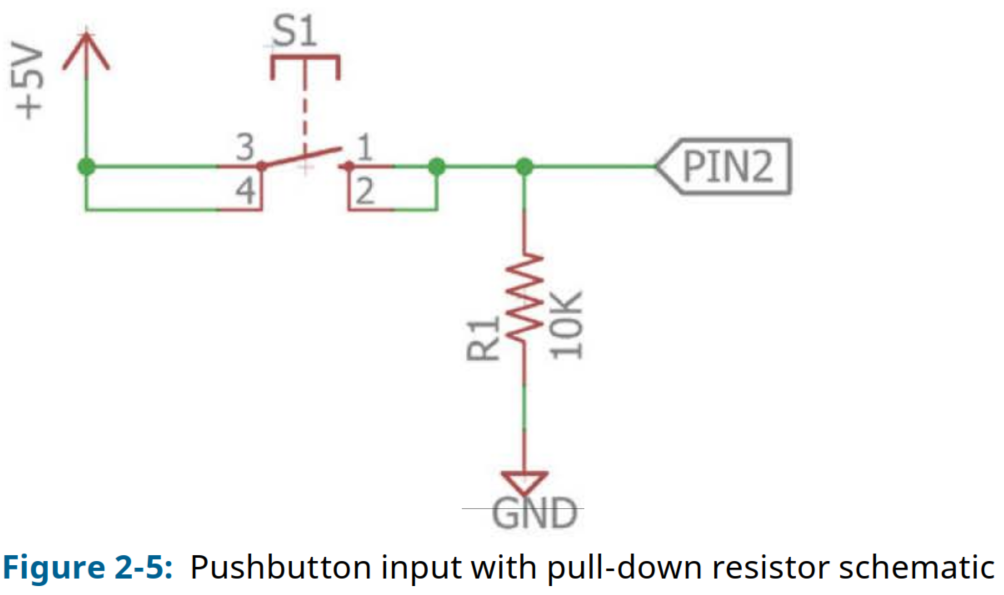 S1
+5V
3
1
4
2
PIN2
R1
10K
GND
Figure 2-5: Pushbutton input with pull-down resistor schematic